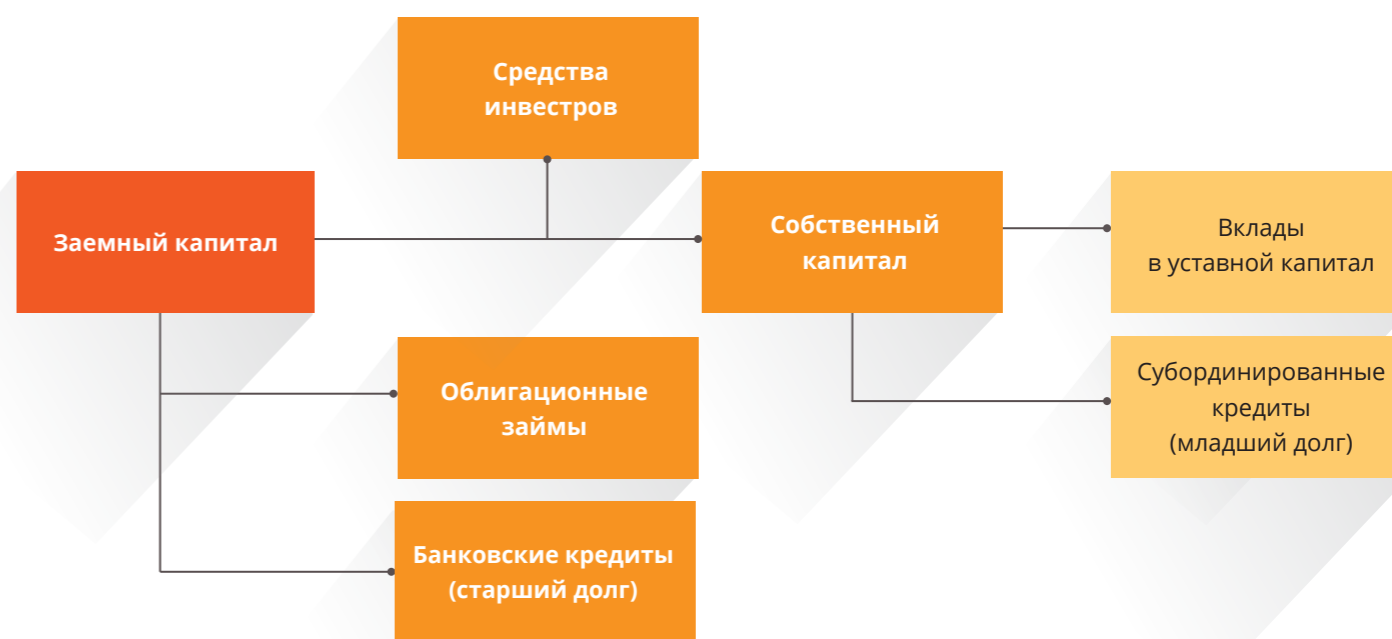 Средства
инвестров
Заемный капитал
Собственный
капитал
Вклады
в уставной капитал
Облигационные
займы
Субординированные
кредиты
(младший долг)
Банковские кредиты
(старший долг)